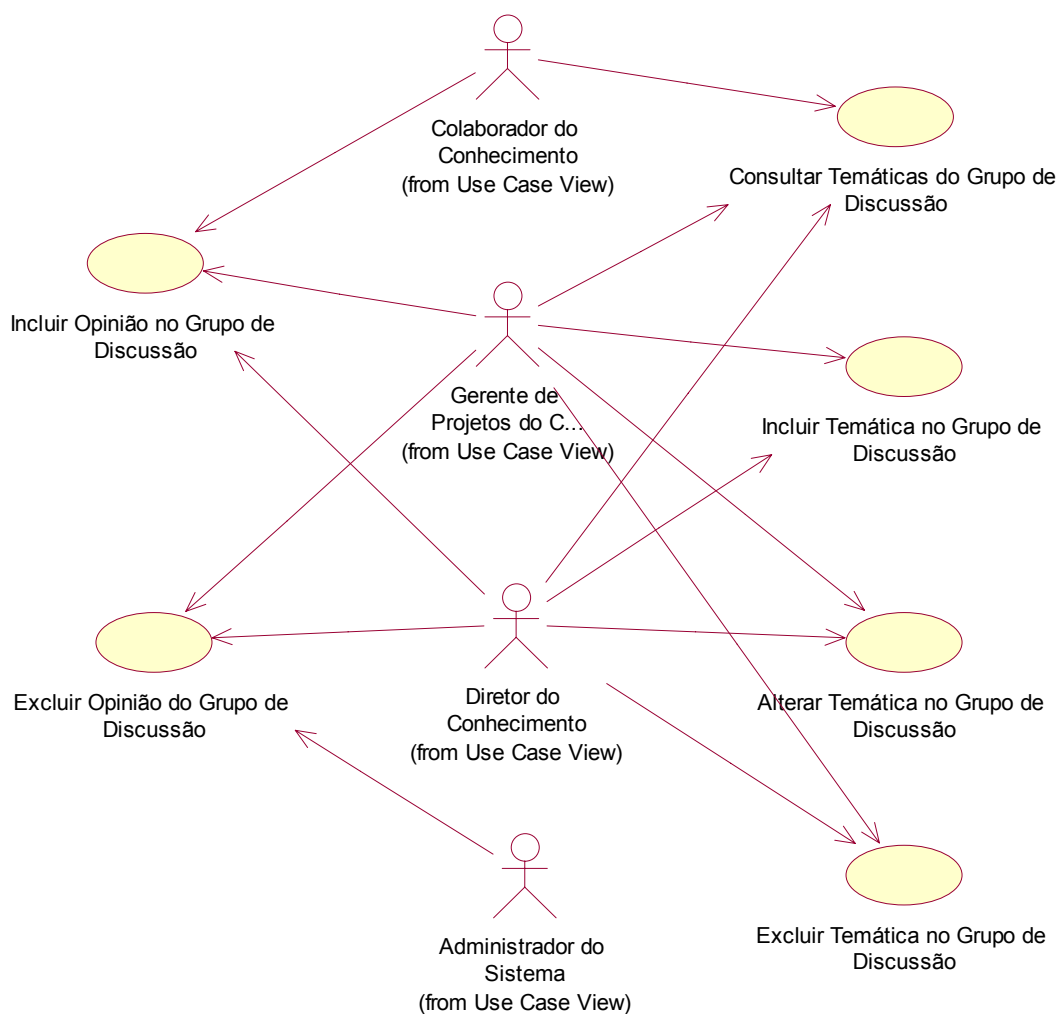 Colaborador do
Conhecimento
(from Use Case View)
Consultar Temáticas do Grupo de
Discussão
Incluir Opinião no Grupo de
Discussão
Gerente de
Projetos do C...
(from Use Case View)
Incluir Temática no Grupo de
Discussão
Excluir Opinião do Grupo de
Discussão
Diretor do
Conhecimento
(from Use Case View)
Alterar Temática no Grupo de
Discussão
Administrador do
Sistema
(from Use Case View)
Excluir Temática no Grupo de
Discussão